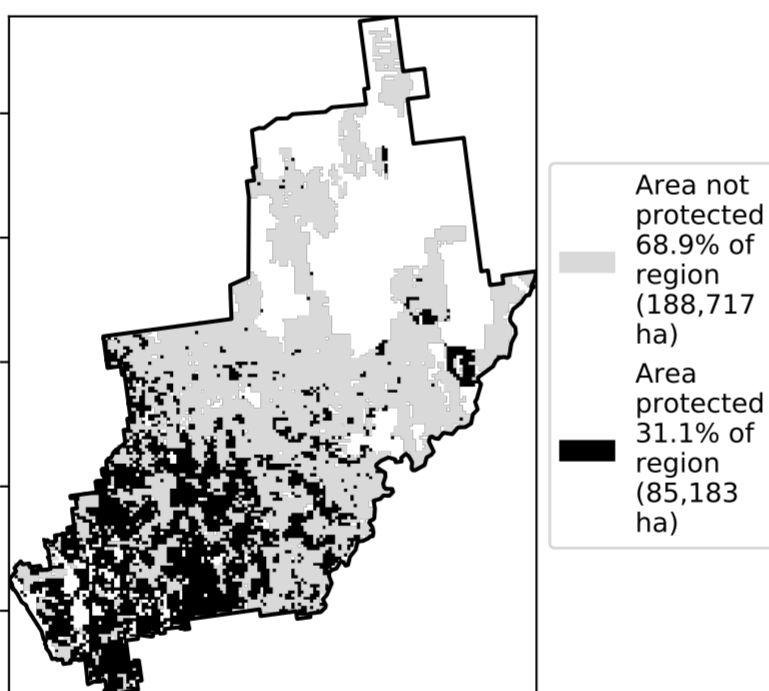 Area not
protected
68.9% of
region
(188,717
ha)
Area
protected
31.1% of
region
(85,183
ha)